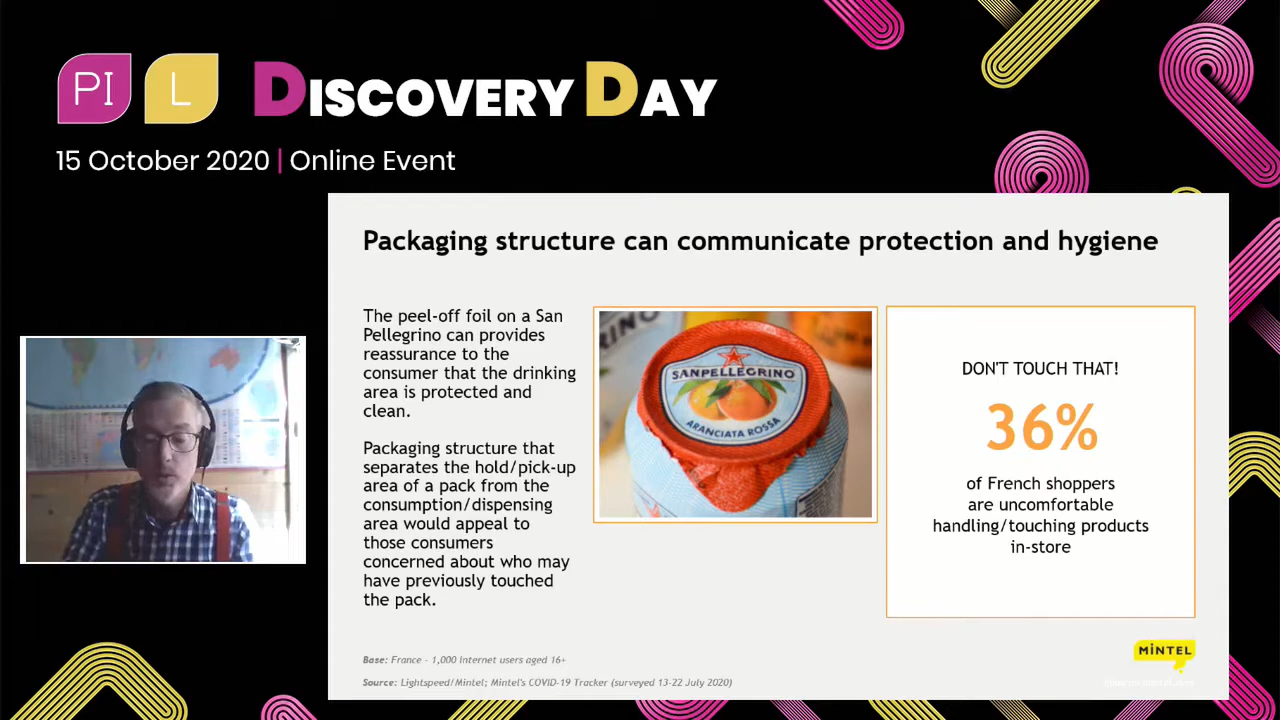 PI L DISCOVERY DAY
15 October 2020 | Online Event
Packaging structure can communicate protection and hygiene
The peel-off foil on a San
Pellegrino can provides
reassurance to the
consumer that the drinking
area is protected and
clean.
Packaging structure that
separates the hold/pick-up
area of a pack from the
consumption/dispensing
area would appeal to
those consumers
concerned about who may
have previously touched
the pack.
RINO
SANPELLEGRINO
ARANCIATA ROSSA
DON'T TOUCH THAT!
36%
of French shoppers
are uncomfortable
handling/touching products
in-store
Base: France - 1,000 internet users aged 16+
Source: Lightspeed/Mintel; Mintel's COVID-19 Tracker (surveyed 13-22 July 2020)
MiNTEL